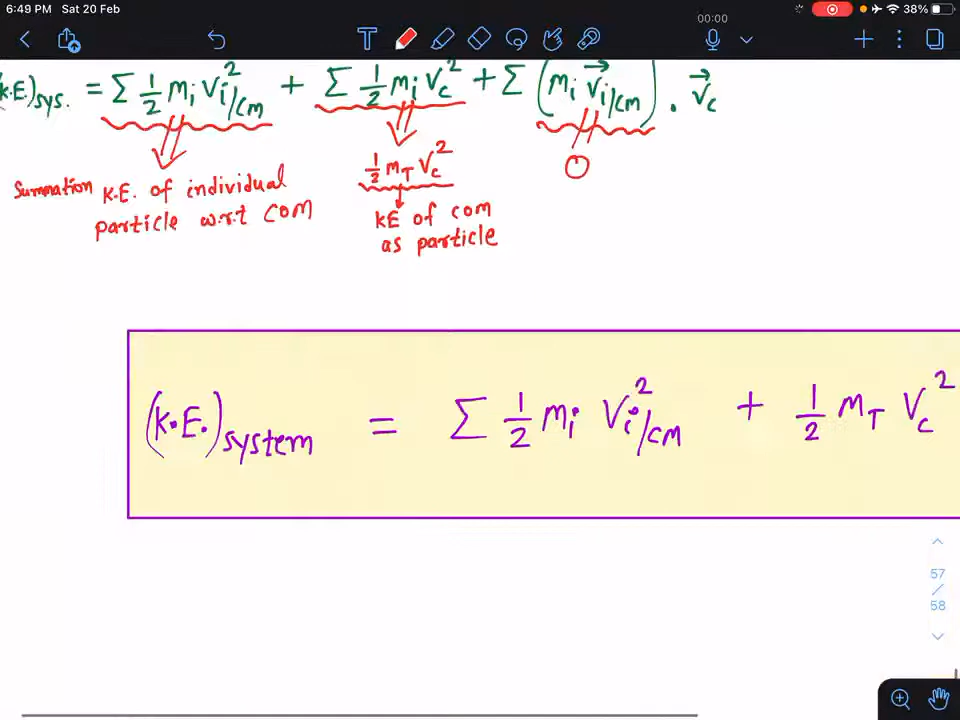 6:49 PM Sat 20 Feb
00:00
38%
(K.E.)sys. = Σ 1/2 mi Vi/cm² + Σ 1/2 mi Vc² + Σ (mi Vi/cm) . Vc
0
1/2 mT Vc²
Summation K.E. of individual
particle w.r.t COM
KE of com
as particle
(K.E.)system = Σ 1/2 mi Vi/cm² + 1/2 mT Vc²
57
/
58